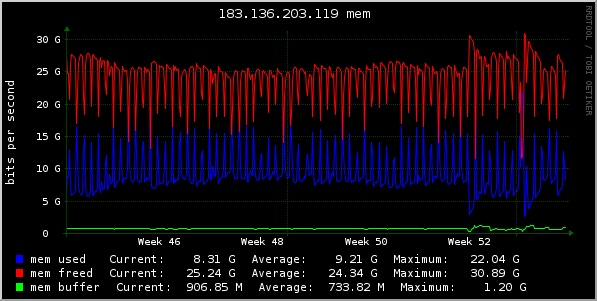 183.136.203.119 mem
RRDTOOL / TOBI OETIKER
bits per second
30 G
25 G
20 G
15 G
10 G
5 G
0
Week 46 Week 48 Week 50 Week 52
mem used Current: 8.31 G Average: 9.21 G Maximum: 22.04 G
mem freed Current: 25.24 G Average: 24.34 G Maximum: 30.89 G
mem buffer Current: 906.85 M Average: 733.82 M Maximum: 1.20 G